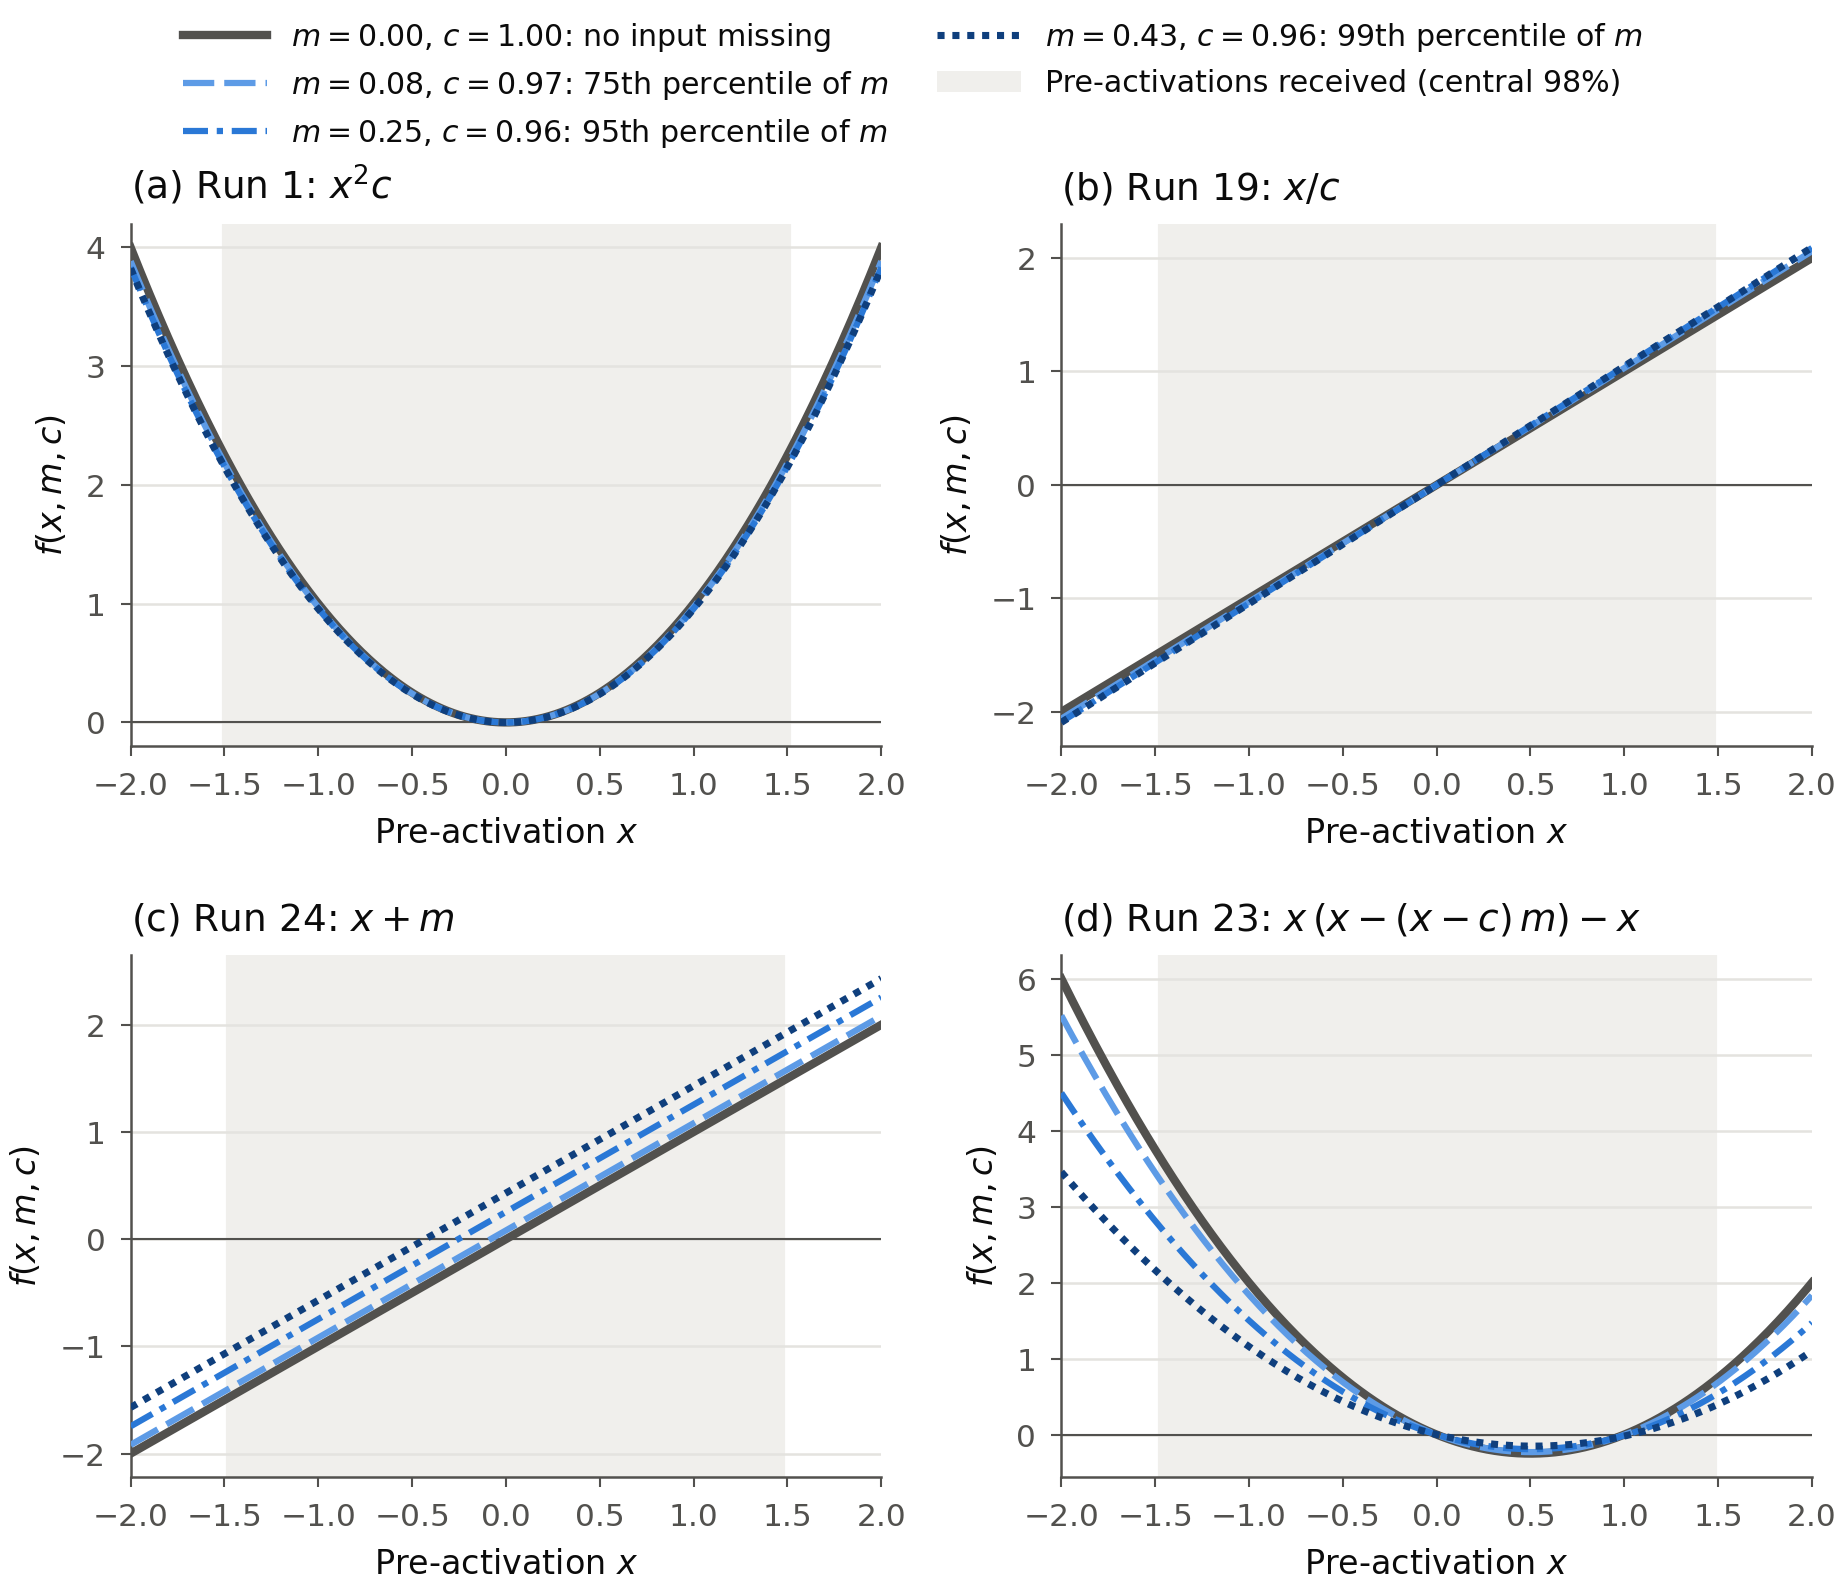 m = 0.00, c = 1.00: no input missing
m = 0.08, c = 0.97: 75th percentile of m
m = 0.25, c = 0.96: 95th percentile of m
m = 0.43, c = 0.96: 99th percentile of m
Pre-activations received (central 98%)
(a) Run 1: x²c
f(x, m, c)
4
3
2
1
0
−2.0 −1.5 −1.0 −0.5 0.0 0.5 1.0 1.5 2.0
Pre-activation x
(b) Run 19: x/c
f(x, m, c)
2
1
0
−1
−2
−2.0 −1.5 −1.0 −0.5 0.0 0.5 1.0 1.5 2.0
Pre-activation x
(c) Run 24: x + m
f(x, m, c)
2
1
0
−1
−2
−2.0 −1.5 −1.0 −0.5 0.0 0.5 1.0 1.5 2.0
Pre-activation x
(d) Run 23: x (x − (x − c) m) − x
f(x, m, c)
6
5
4
3
2
1
0
−2.0 −1.5 −1.0 −0.5 0.0 0.5 1.0 1.5 2.0
Pre-activation x